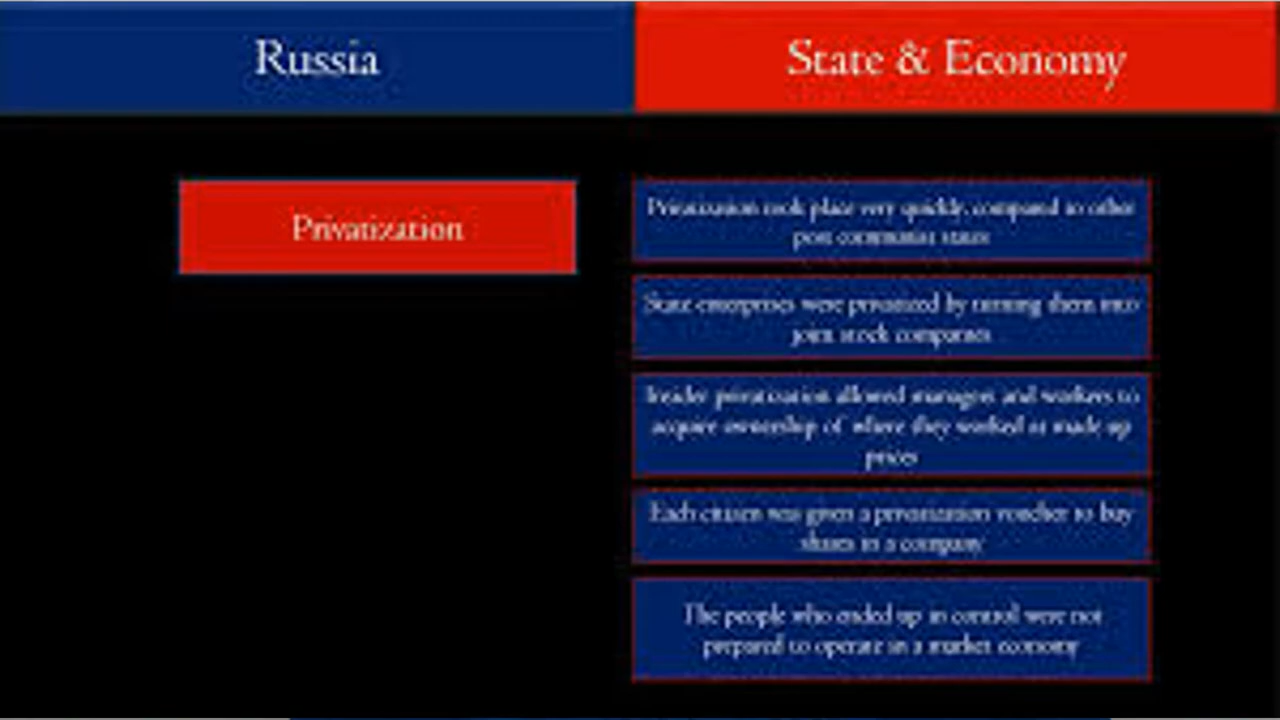 Russia
State & Economy
Privatization
Privatization took place very quickly, compared to other
post communist states
State enterprises were privatized by turning them into
joint stock companies
Insider privatization allowed managers and workers to
acquire ownership of where they worked at made up
prices
Each citizen was given a privatization voucher to buy
shares in a company
The people who ended up in control were not
prepared to operate in a market economy